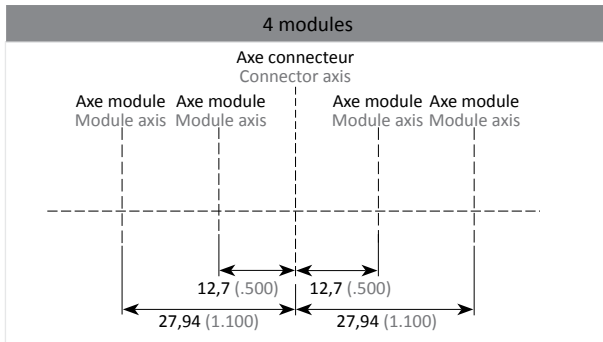 4 modules
Axe connecteur
Connector axis
Axe module Axe module Axe module Axe module
Module axis Module axis Module axis Module axis
12,7 (.500) 12,7 (.500)
27,94 (1.100) 27,94 (1.100)